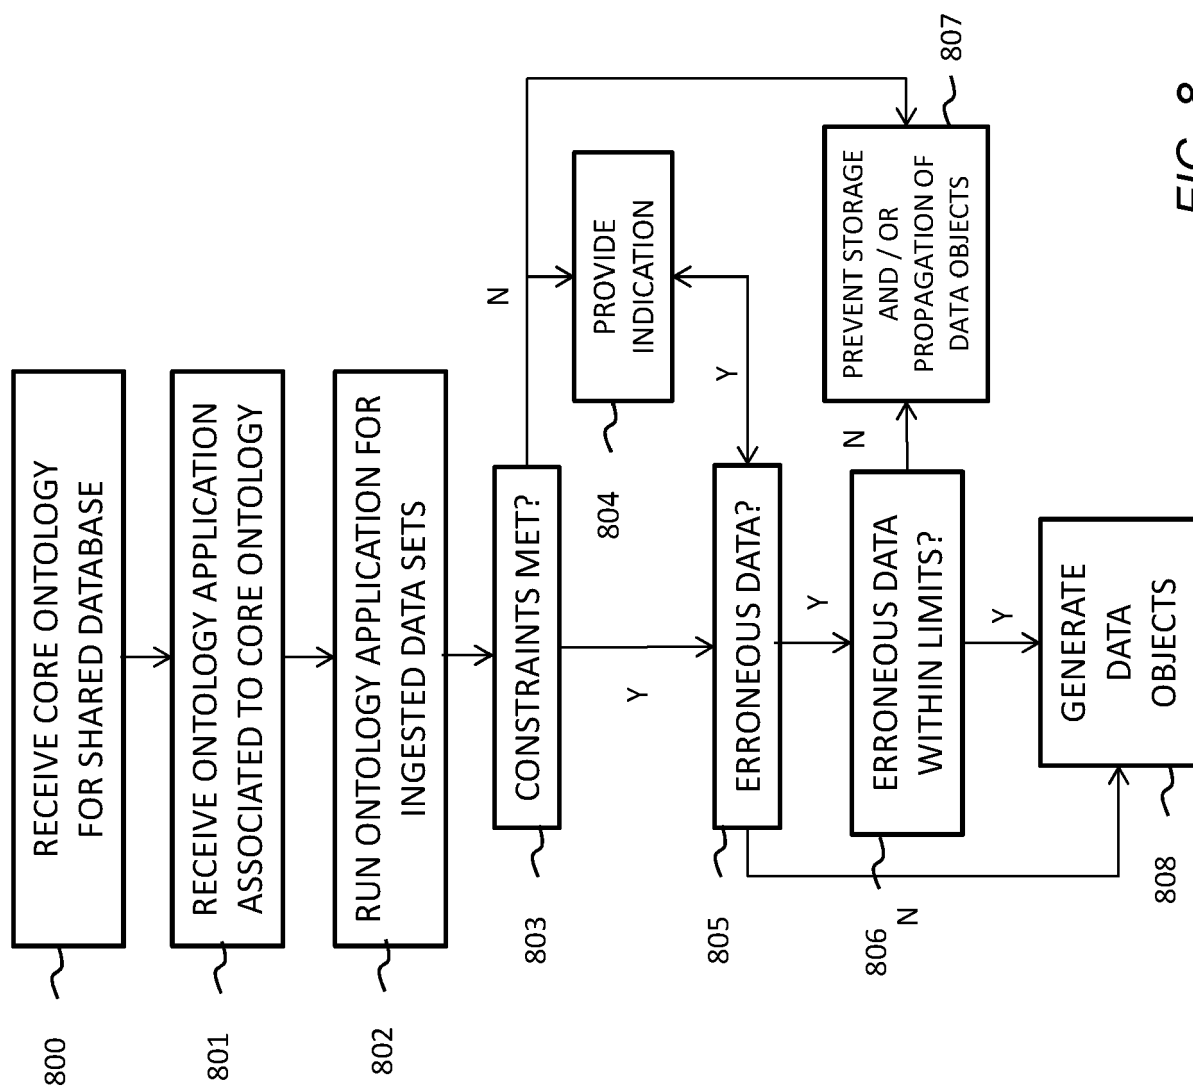 800
RECEIVE CORE ONTOLOGY
FOR SHARED DATABASE
801
RECEIVE ONTOLOGY APPLICATION
ASSOCIATED TO CORE ONTOLOGY
802
RUN ONTOLOGY APPLICATION FOR
INGESTED DATA SETS
803
CONSTRAINTS MET?
N
Y
804
PROVIDE
INDICATION
805
ERRONEOUS DATA?
Y
Y
N
806
ERRONEOUS DATA
WITHIN LIMITS?
N
Y
807
PREVENT STORAGE
AND / OR
PROPAGATION OF
DATA OBJECTS
808
GENERATE
DATA
OBJECTS
FIG. 8